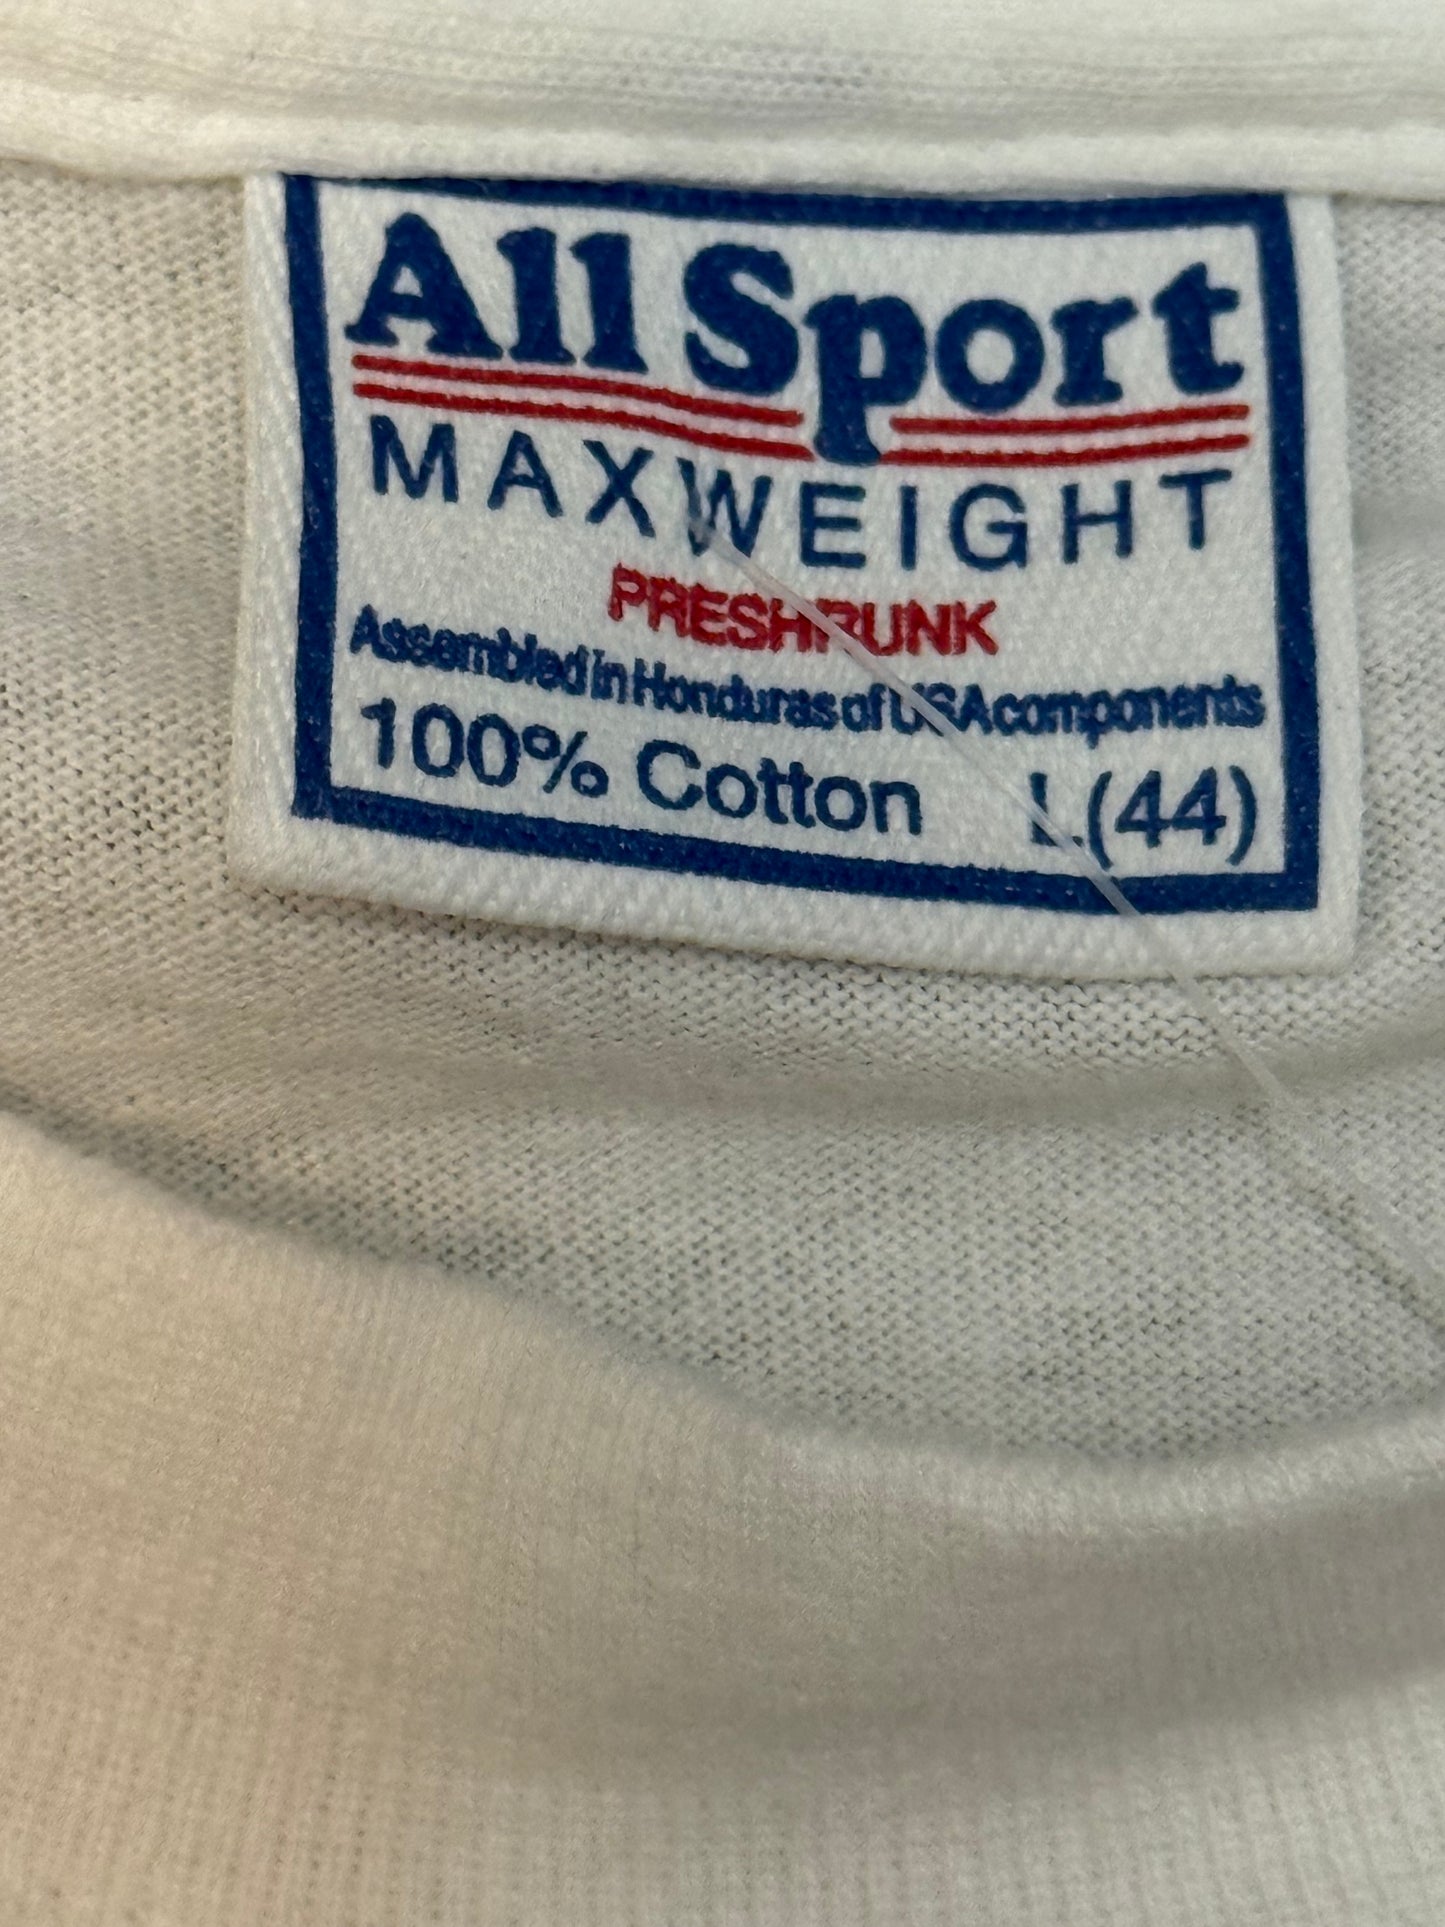 All Sport
MAXWEIGHT
PRESHRUNK
Assembled in Honduras of USA components
100% Cotton L(44)